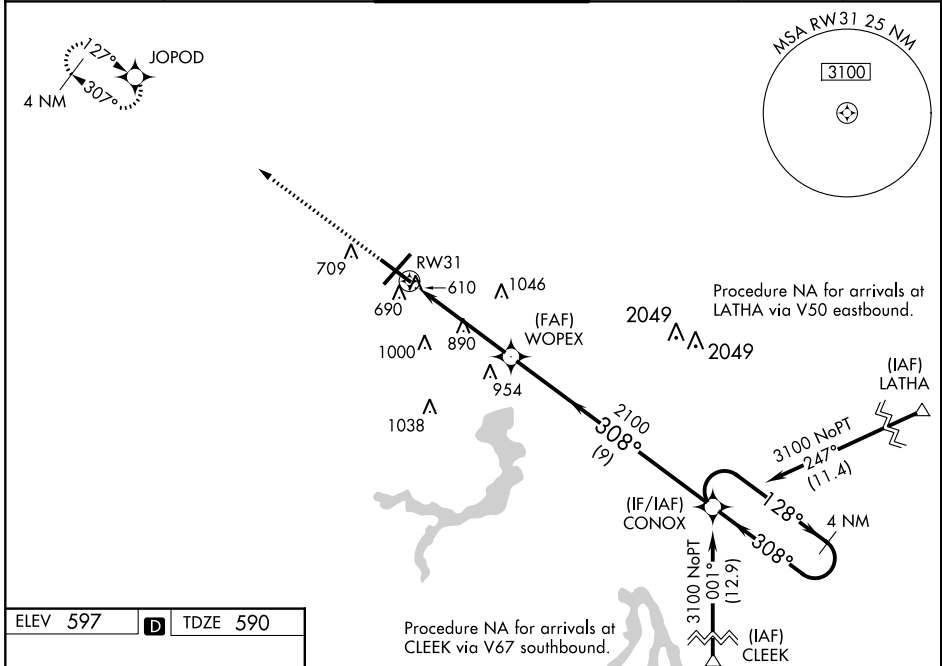 MSA RW31 25 NM
3100
127°
JOPOD
307°
4 NM
709
RW31
610
690
1046
(FAF)
WOPEX
890
1000
954
1038
2049
2049
Procedure NA for arrivals at
LATHA via V50 eastbound.
(IAF)
LATHA
3100 NoPT
247°
(11.4)
2100
308°
(9)
(IF/IAF)
CONOX
128°
4 NM
308°
3100 NoPT
001°
(12.9)
(IAF)
CLEEK
Procedure NA for arrivals at
CLEEK via V67 southbound.
ELEV 597
D
TDZE 590